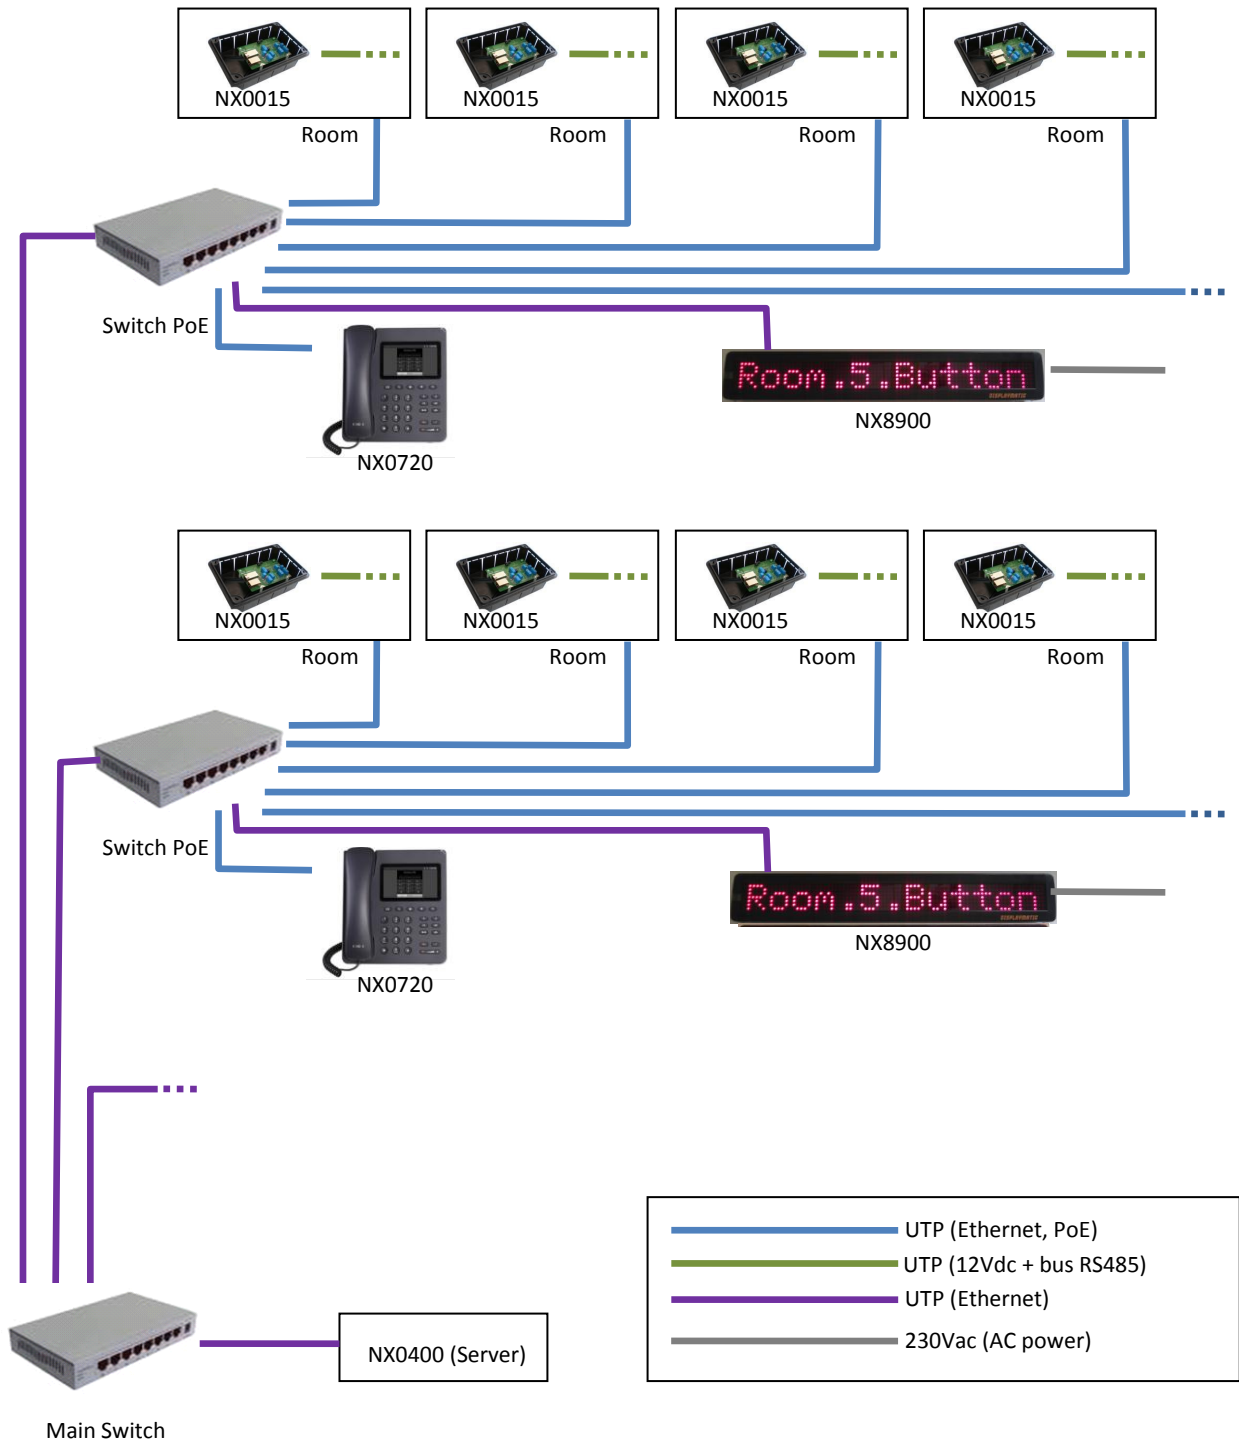 NX0015
NX0015
NX0015
NX0015
Room
Room
Room
Room
Switch PoE
Room.5.Button
DISPLAYMATIC
NX8900
NX0720
NX0015
NX0015
NX0015
NX0015
Room
Room
Room
Room
Switch PoE
Room.5.Button
DISPLAYMATIC
NX8900
NX0720
UTP (Ethernet, PoE)
UTP (12Vdc + bus RS485)
UTP (Ethernet)
230Vac (AC power)
NX0400 (Server)
Main Switch